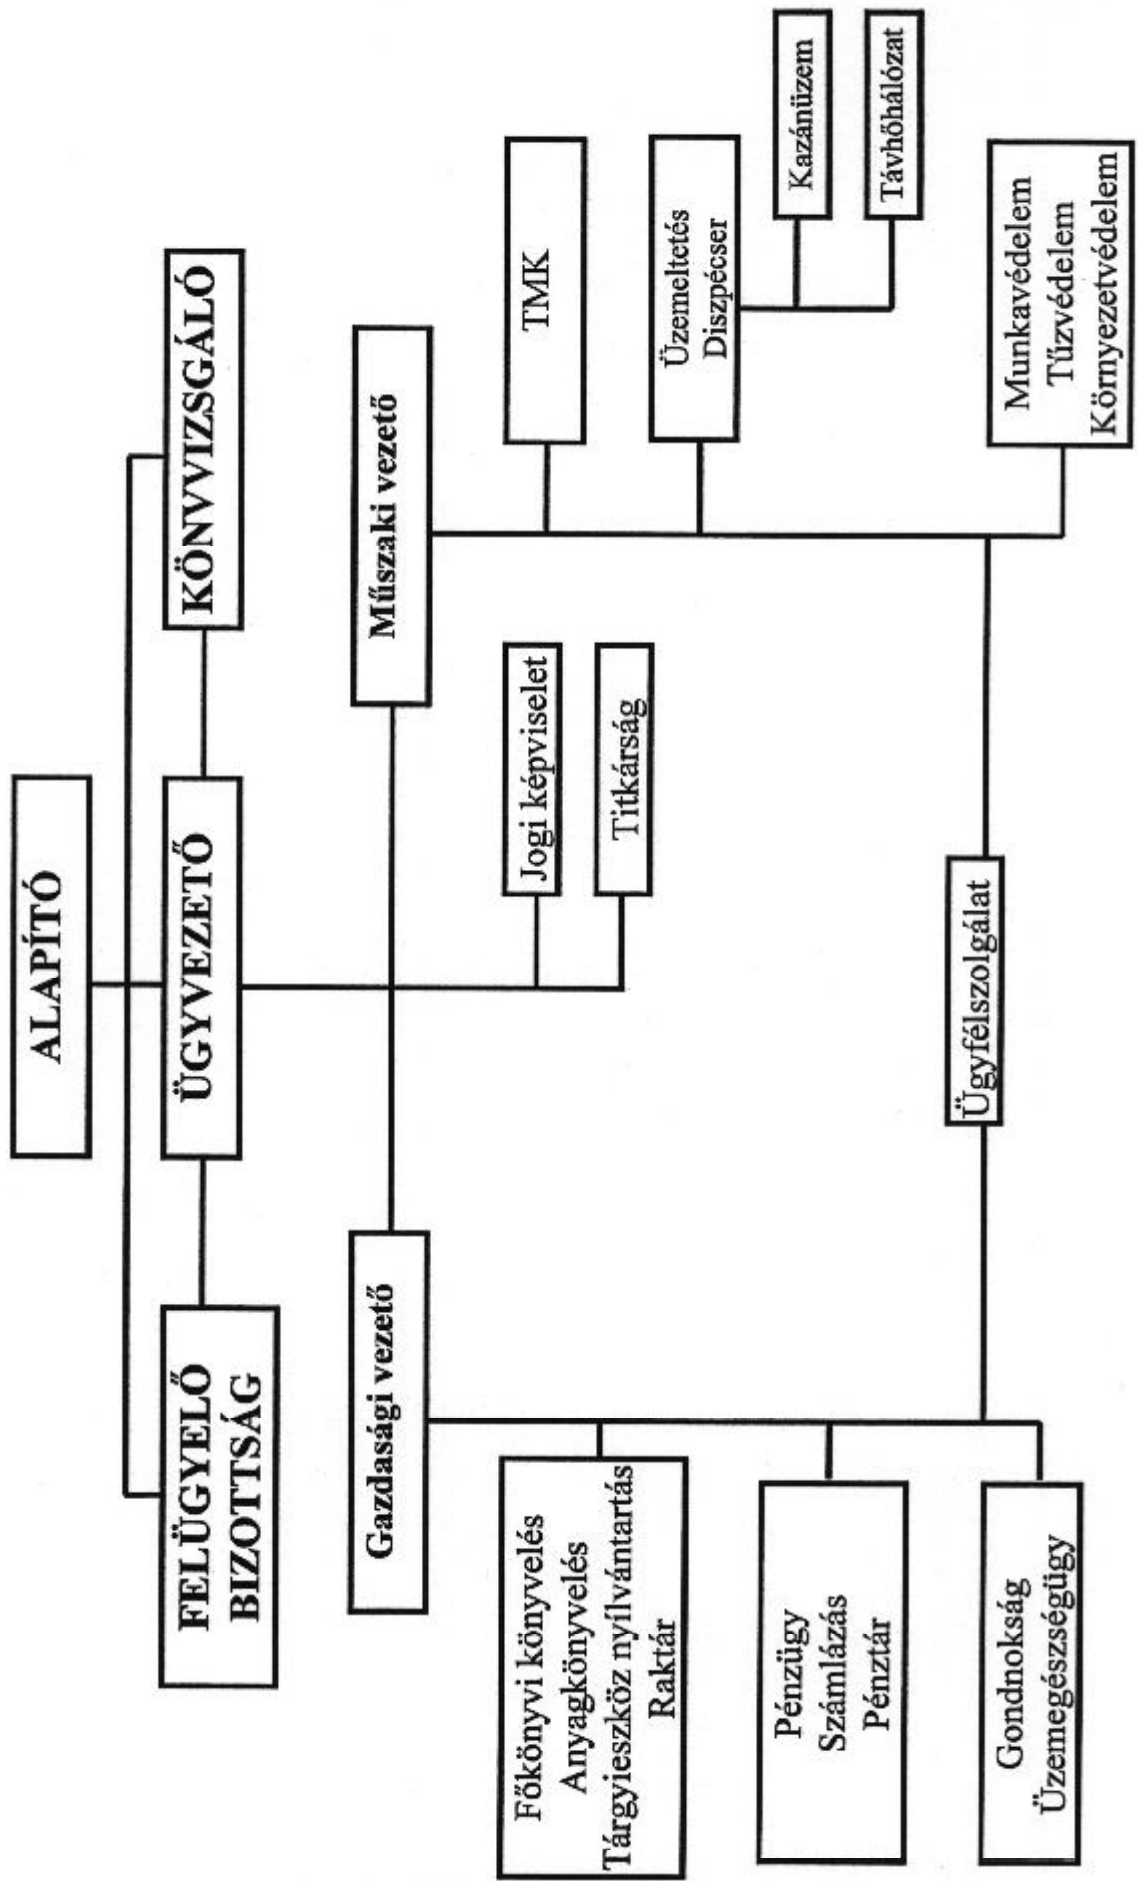 ALAPÍTÓ
FELÜGYELŐ
BIZOTTSÁG
ÜGYVEZETŐ
KÖNVVIZSGÁLÓ
Gazdasági vezető
Műszaki vezető
Főkönyvi könyvelés
Anyagkönyvelés
Tárgyieszköz nyílvántartás
Raktár
Jogi képviselet
Titkárság
TMK
Üzemeltetés
Diszpécser
Kazánüzem
Távhőhálózat
Pénzügy
Számlázás
Pénztár
Gondnokság
Üzemegészségügy
Ügyfélszolgálat
Munkavédelem
Tűzvédelem
Környezetvédelem